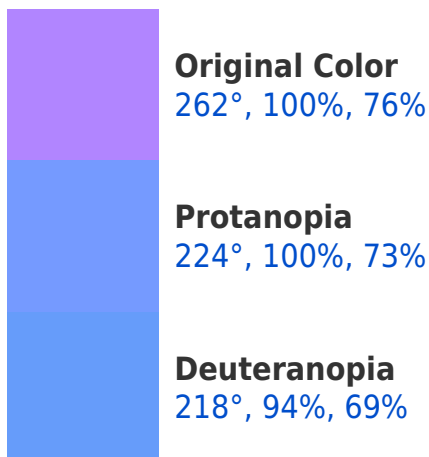 Original Color
262°, 100%, 76%
Protanopia
224°, 100%, 73%
Deuteranopia
218°, 94%, 69%